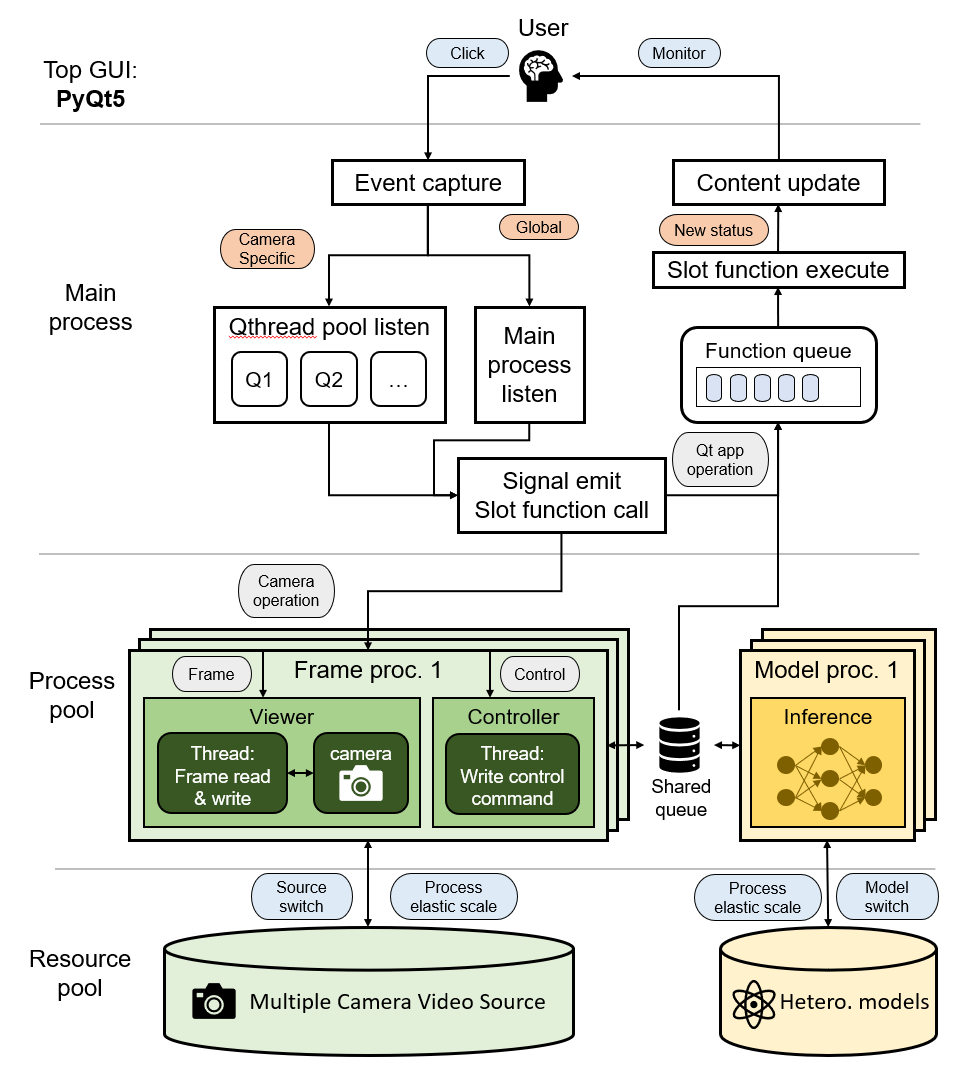 User
Click
Monitor
Top GUI:
PyQt5
Event capture
Content update
Camera
Specific
Global
New status
Slot function execute
Main
process
Qthread pool listen
Q1
Q2
...
Main
process
listen
Function queue
Qt app
operation
Signal emit
Slot function call
Camera
operation
Process
pool
Frame
Frame proc. 1
Control
Viewer
Thread:
Frame read
& write
camera
Controller
Thread:
Write control
command
Shared
queue
Model proc. 1
Inference
Source
switch
Process
elastic scale
Process
elastic scale
Model
switch
Resource
pool
Multiple Camera Video Source
Hetero. models